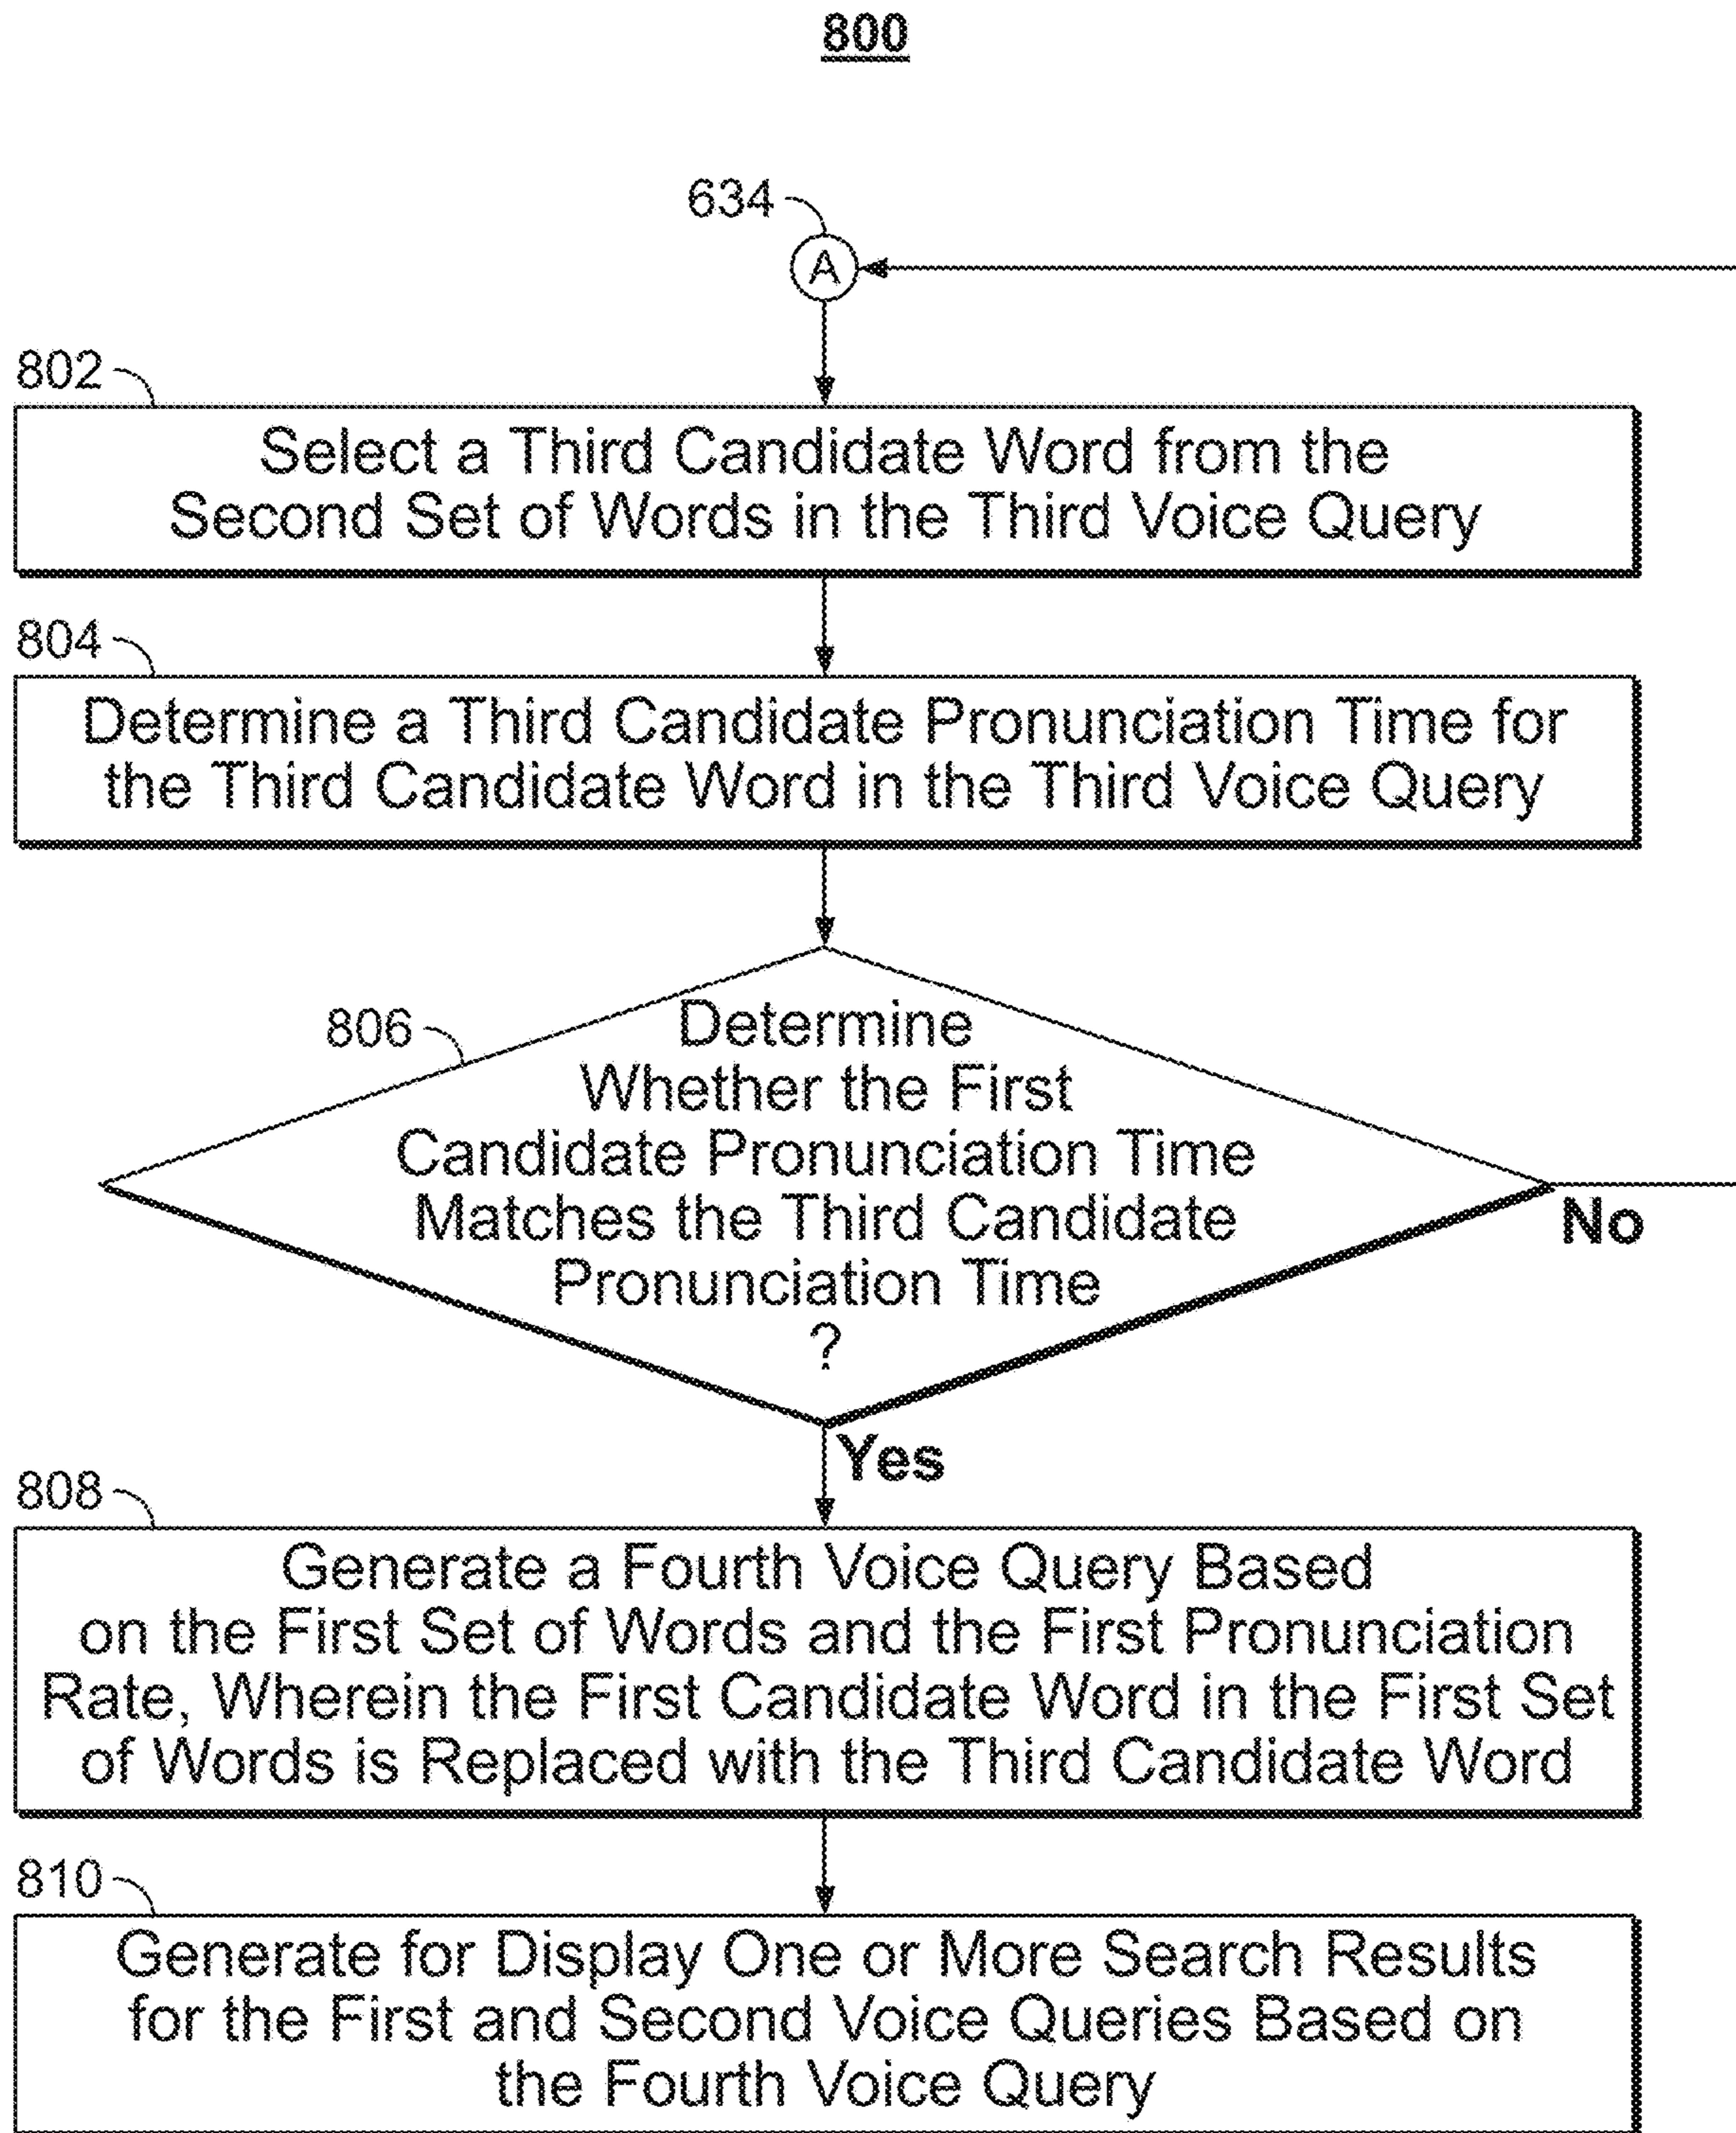 800
634
A
802
Select a Third Candidate Word from the
Second Set of Words in the Third Voice Query
804
Determine a Third Candidate Pronunciation Time for
the Third Candidate Word in the Third Voice Query
806
Determine
Whether the First
Candidate Pronunciation Time
Matches the Third Candidate
Pronunciation Time
?
No
Yes
808
Generate a Fourth Voice Query Based
on the First Set of Words and the First Pronunciation
Rate, Wherein the First Candidate Word in the First Set
of Words is Replaced with the Third Candidate Word
810
Generate for Display One or More Search Results
for the First and Second Voice Queries Based on
the Fourth Voice Query